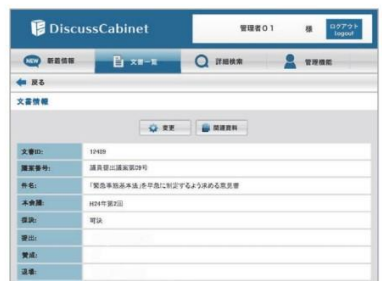 DiscussCabinet
管理者01 様
ログアウト
Logout
NEW 新着情報
文書一覧
詳細検索
管理機能
戻る
文書情報
変更 関連資料
文書ID: 12409
議案番号: 議員提出議案第29号
件名: 「緊急事態基本法」を早急に制定するよう求める意見書
本会議: H24年第2回
採決: 可決
提出:
賛成: